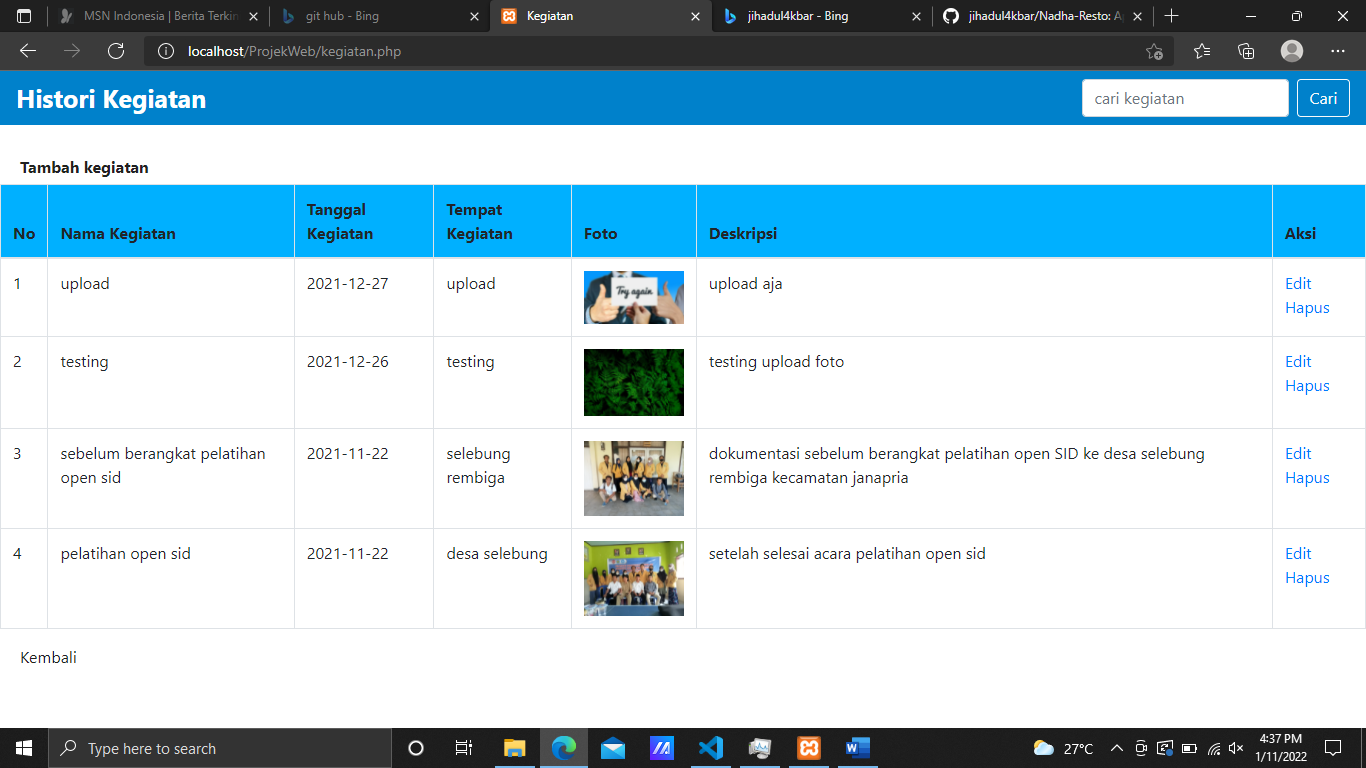 MSN Indonesia | Berita Terkin
git hub - Bing
Kegiatan
jihadul4kbar - Bing
jihadul4kbar/Nadha-Resto: A
localhost/ProjekWeb/kegiatan.php
Histori Kegiatan
cari kegiatan
Cari
Tambah kegiatan
No
Nama Kegiatan
Tanggal
Kegiatan
Tempat
Kegiatan
Foto
Deskripsi
Aksi
1
upload
2021-12-27
upload
Try again
upload aja
Edit
Hapus
2
testing
2021-12-26
testing
testing upload foto
Edit
Hapus
3
sebelum berangkat pelatihan
open sid
2021-11-22
selebung
rembiga
dokumentasi sebelum berangkat pelatihan open SID ke desa selebung
rembiga kecamatan janapria
Edit
Hapus
4
pelatihan open sid
2021-11-22
desa selebung
setelah selesai acara pelatihan open sid
Edit
Hapus
Kembali
Type here to search
27°C
4:37 PM
1/11/2022